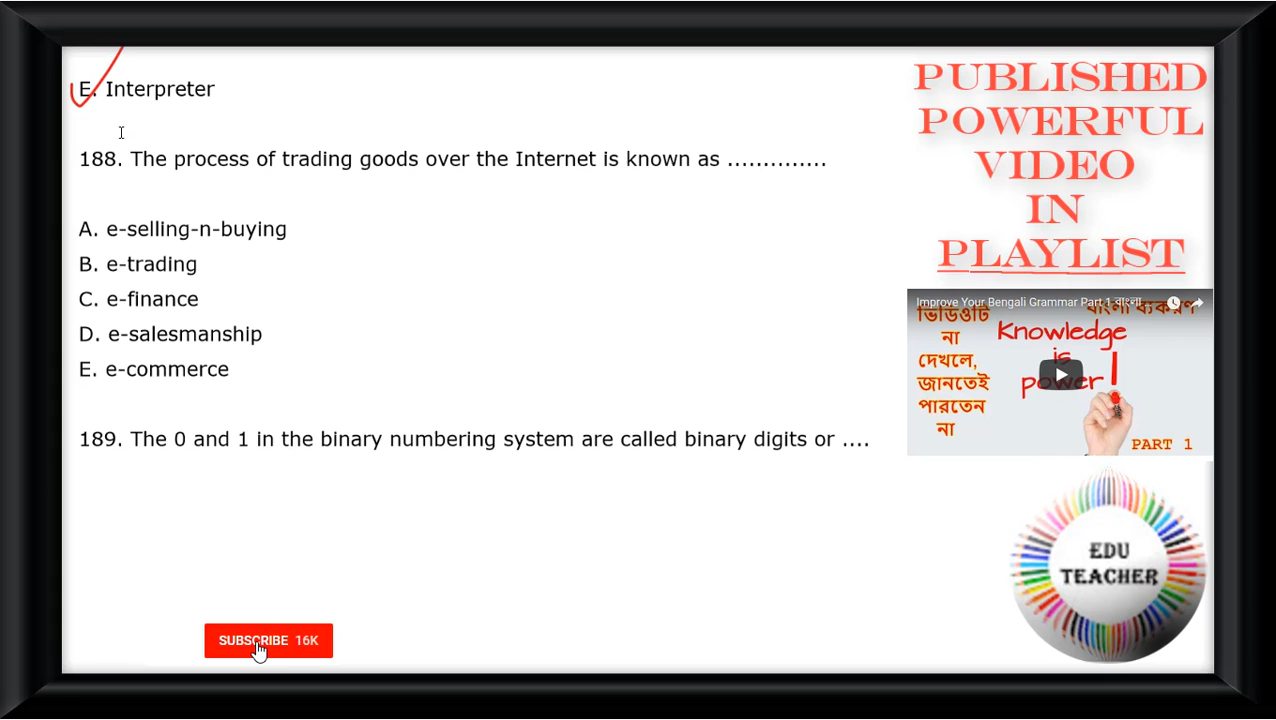 E. Interpreter
188. The process of trading goods over the Internet is known as ..............
A. e-selling-n-buying
B. e-trading
C. e-finance
D. e-salesmanship
E. e-commerce
189. The 0 and 1 in the binary numbering system are called binary digits or ....
SUBSCRIBE 16K
PUBLISHED
POWERFUL
VIDEO
IN
PLAYLIST
Improve Your Bengali Grammar Part 1 বাংলা
বাংলা ব্যাকরণ
ভিডিওটি
না
দেখলে,
জানতেই
পারতেন
না
Knowledge
is
power!
PART 1
EDU
TEACHER